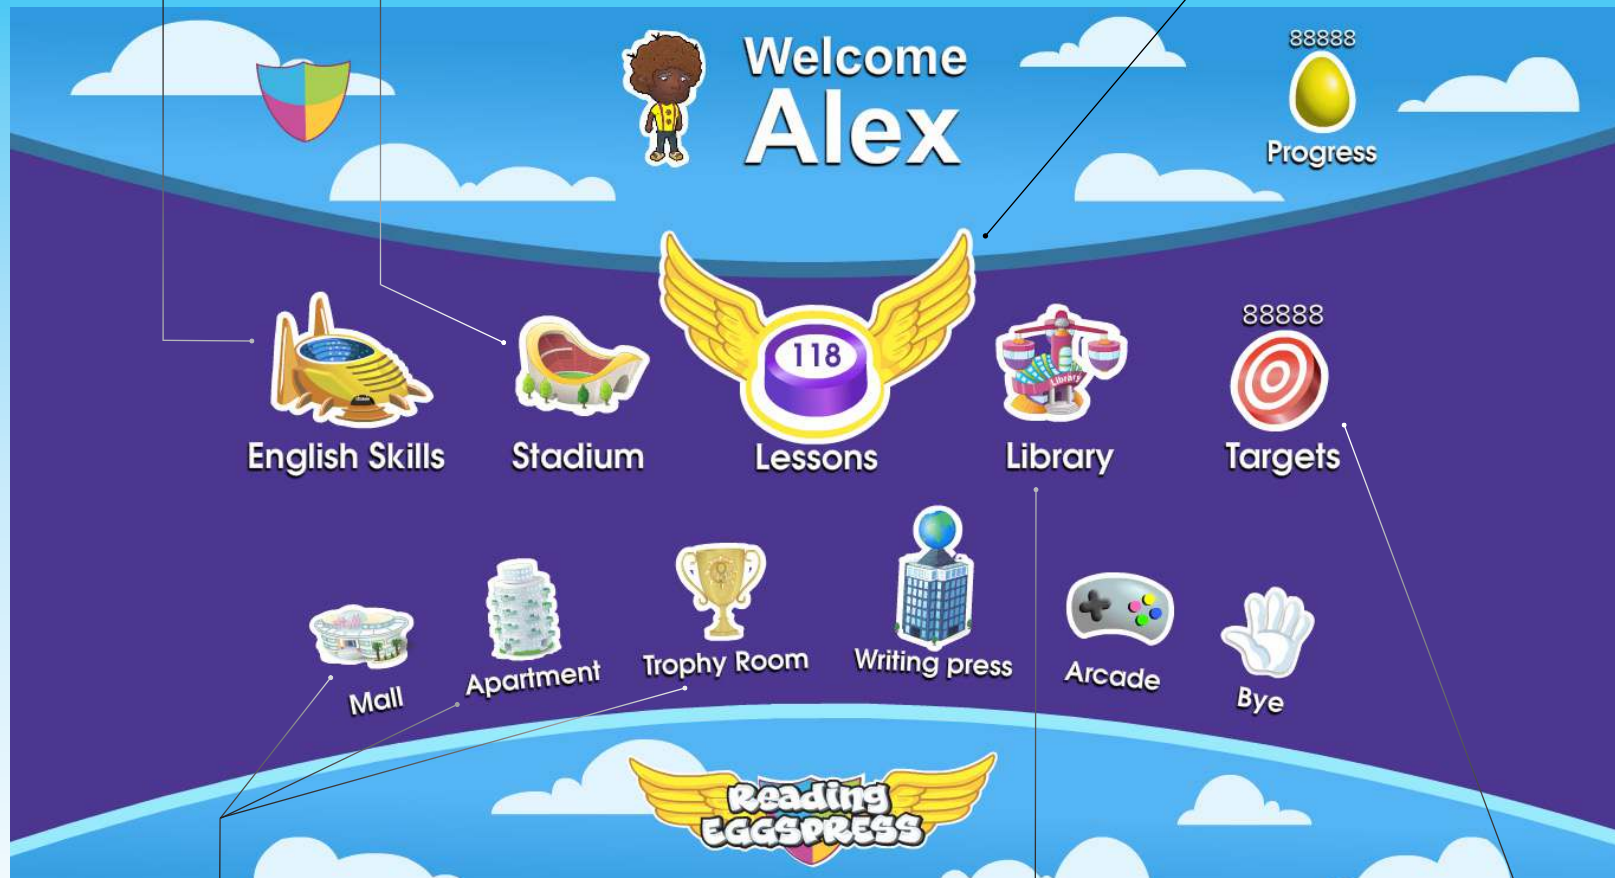 Welcome
Alex
88888
Progress
118
Library
88888
English Skills
Stadium
Lessons
Library
Targets
Mall
Apartment
Trophy Room
Writing press
Arcade
Bye
Reading
EGGSPRESS